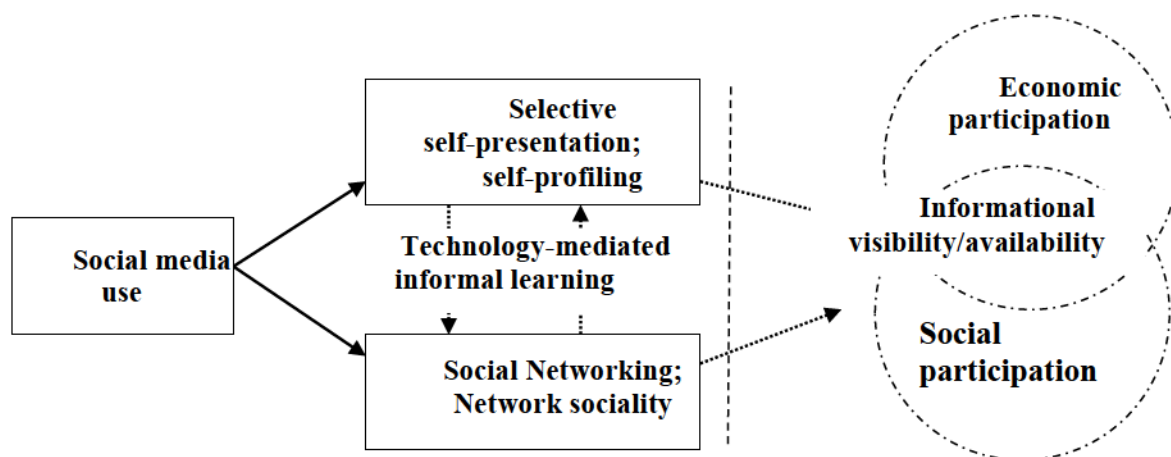 Social media
use
Selective
self-presentation;
self-profiling
Technology-mediated
informal learning
Social Networking;
Network sociality
Economic
participation
Informational
visibility/availability
Social
participation